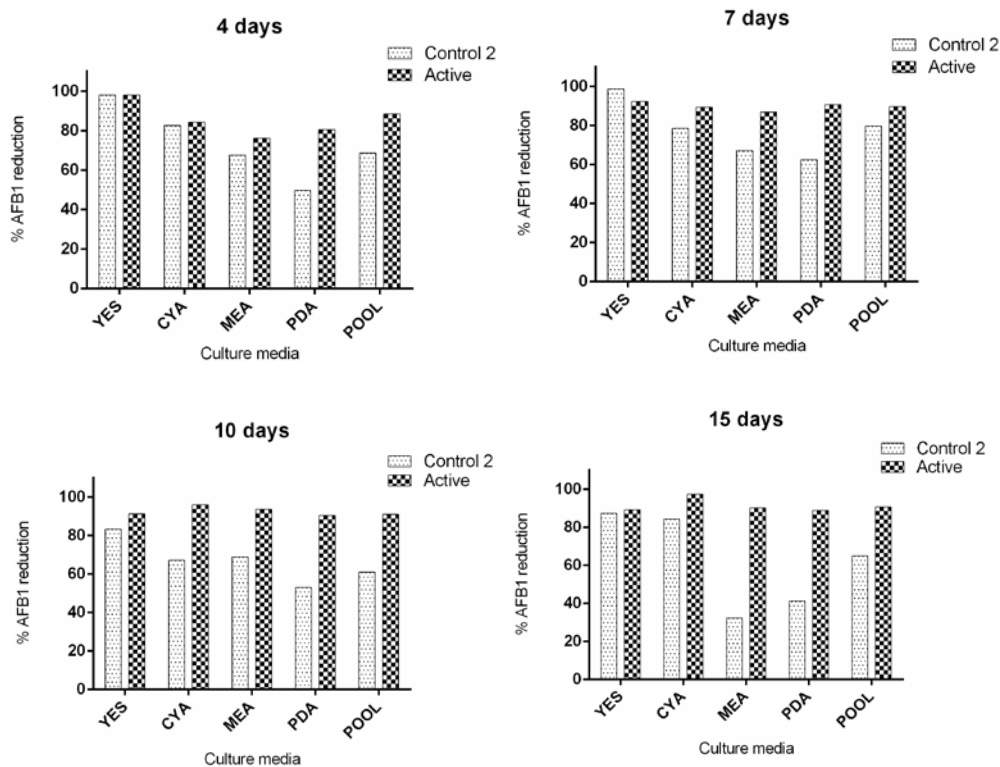 4 days
Control 2
Active
% AFB1 reduction
100
80
60
40
20
0
YES CYA MEA PDA POOL
Culture media
7 days
Control 2
Active
% AFB1 reduction
100
80
60
40
20
0
YES CYA MEA PDA POOL
Culture media
10 days
Control 2
Active
% AFB1 reduction
100
80
60
40
20
0
YES CYA MEA PDA POOL
Culture media
15 days
Control 2
Active
% AFB1 reduction
100
80
60
40
20
0
YES CYA MEA PDA POOL
Culture media